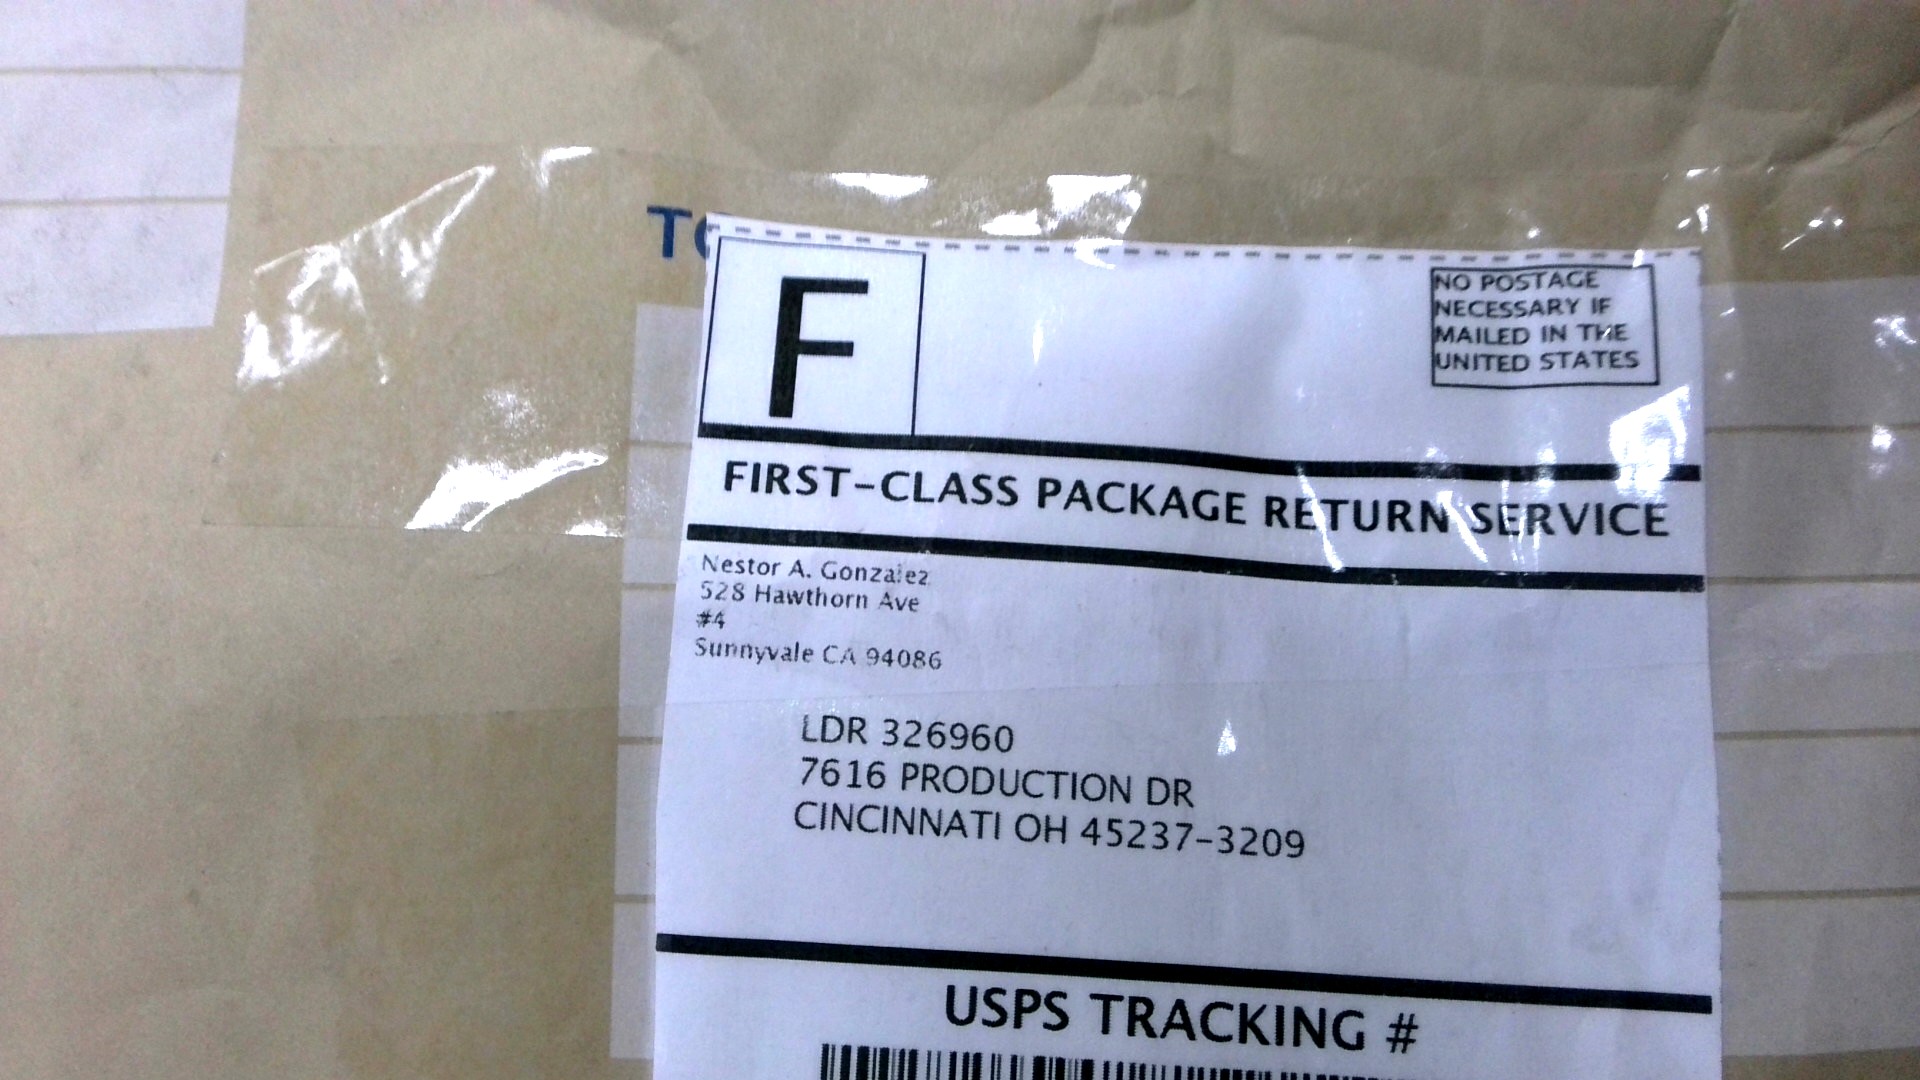 F
NO POSTAGE
NECESSARY IF
MAILED IN THE
UNITED STATES
FIRST-CLASS PACKAGE RETURN SERVICE
Nestor A. Gonzalez
528 Hawthorn Ave
#4
Sunnyvale CA 94086
LDR 326960
7616 PRODUCTION DR
CINCINNATI OH 45237-3209
USPS TRACKING #